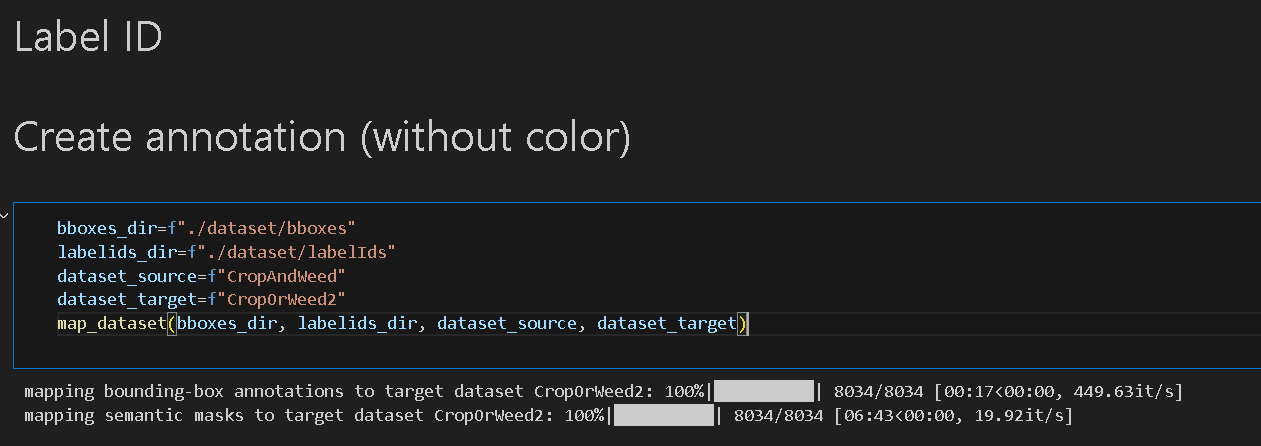 Label ID
Create annotation (without color)
bboxes_dir=f"./dataset/bboxes"
labelids_dir=f"./dataset/labelIds"
dataset_source=f"CropAndWeed"
dataset_target=f"CropOrWeed2"
map_dataset(bboxes_dir, labelids_dir, dataset_source, dataset_target)
mapping bounding-box annotations to target dataset CropOrWeed2: 100%|██████████| 8034/8034 [00:17<00:00, 449.63it/s]
mapping semantic masks to target dataset CropOrWeed2: 100%|██████████| 8034/8034 [06:43<00:00, 19.92it/s]